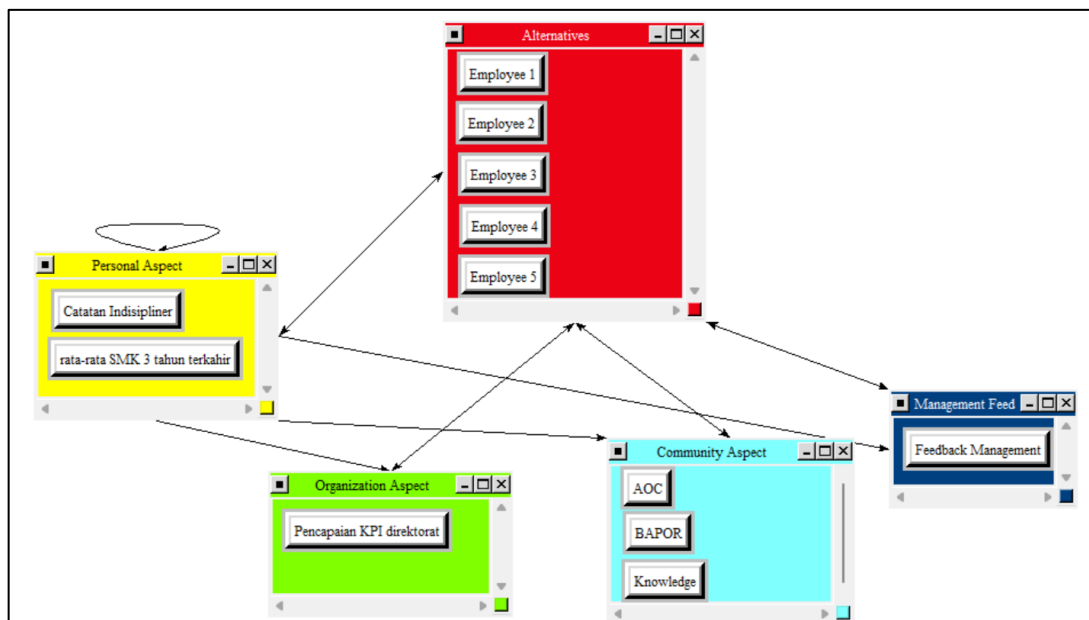 Alternatives
Employee 1
Employee 2
Employee 3
Employee 4
Employee 5
Personal Aspect
Catatan Indisipliner
rata-rata SMK 3 tahun terkahir
Management Feed
Feedback Management
Community Aspect
AOC
BAPOR
Knowledge
Organization Aspect
Pencapaian KPI direktorat